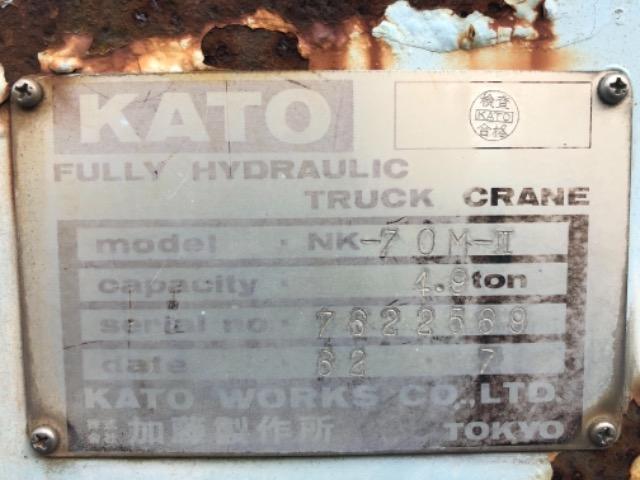 KATO
検査
KATO
合格
FULLY HYDRAULIC
TRUCK CRANE
model · NK-70M-II
capacity · 4.9ton
serial no · 7622569
date · 62 · 7
KATO WORKS CO.,LTD.
株式会社 加藤製作所 TOKYO